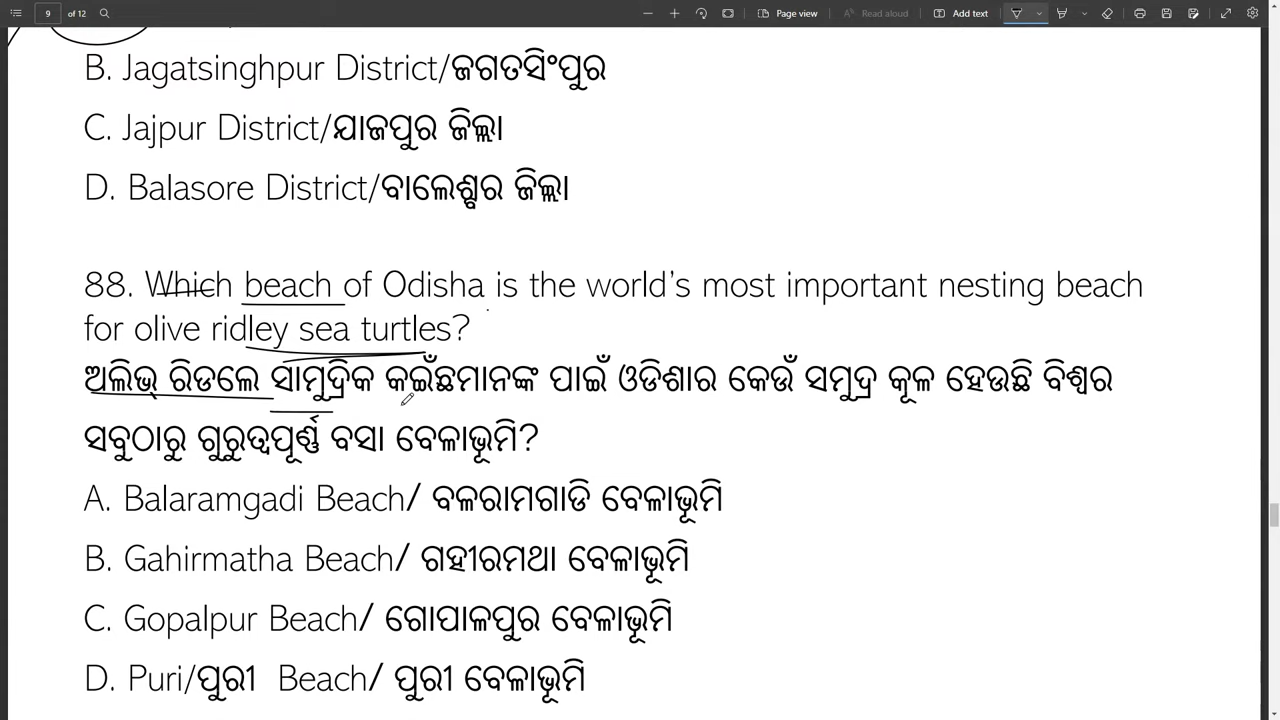 9 of 12 Page view Read aloud Add text
B. Jagatsinghpur District/ଜଗତସିଂପୁର
C. Jajpur District/ଯାଜପୁର ଜିଲ୍ଲା
D. Balasore District/ବାଲେଶ୍ବର ଜିଲ୍ଲା
88. Which beach of Odisha is the world's most important nesting beach
for olive ridley sea turtles?
ଅଲିଭ୍ ରିଡଲେ ସାମୁଦ୍ରିକ କଇଁଛମାନଙ୍କ ପାଇଁ ଓଡିଶାର କେଉଁ ସମୁଦ୍ର କୂଳ ହେଉଛି ବିଶ୍ୱର
ସବୁଠାରୁ ଗୁରୁତ୍ୱପୂର୍ଣ୍ଣ ବସା ବେଳାଭୂମି?
A. Balaramgadi Beach/ ବଳରାମଗାଡି ବେଳାଭୂମି
B. Gahirmatha Beach/ ଗହୀରମଥା ବେଳାଭୂମି
C. Gopalpur Beach/ ଗୋପାଳପୁର ବେଳାଭୂମି
D. Puri/ପୁରୀ Beach/ ପୁରୀ ବେଳାଭୂମି